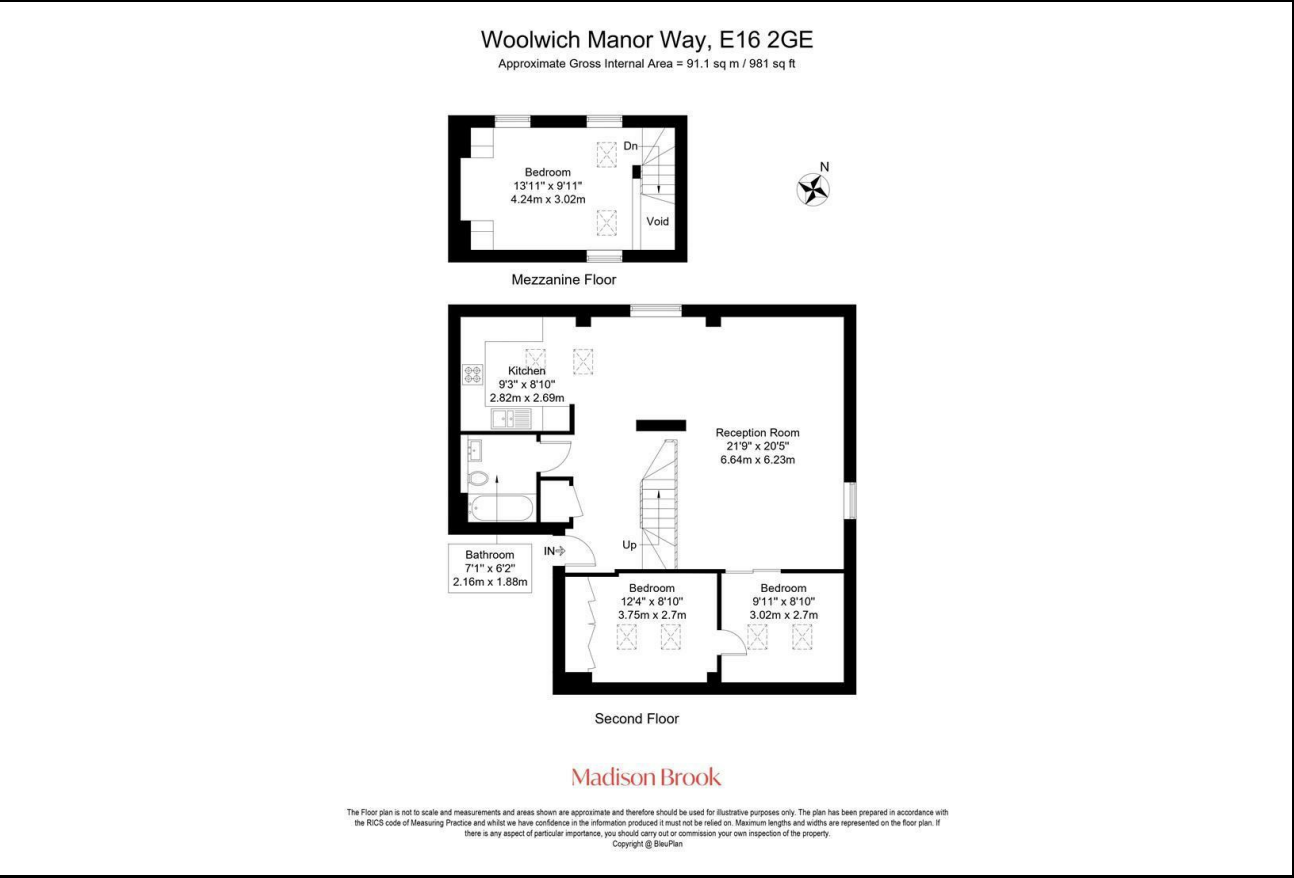 Woolwich Manor Way, E16 2GE
Approximate Gross Internal Area = 91.1 sq m / 981 sq ft
Dn
Bedroom
13'11" x 9'11"
4.24m x 3.02m
Void
N
Mezzanine Floor
Kitchen
9'3" x 8'10"
2.82m x 2.69m
Reception Room
21'9" x 20'5"
6.64m x 6.23m
Up
IN
Bathroom
7'1" x 6'2"
2.16m x 1.88m
Bedroom
12'4" x 8'10"
3.75m x 2.7m
Bedroom
9'11" x 8'10"
3.02m x 2.7m
Second Floor
Madison Brook
The Floor plan is not to scale and measurements and areas shown are approximate and therefore should be used for illustrative purposes only. The plan has been prepared in accordance with
the RICS code of Measuring Practice and whilst we have confidence in the information produced it must not be relied on. Maximum lengths and widths are represented on the floor plan. If
there is any aspect of particular importance, you should carry out or commission your own inspection of the property.
Copyright @ BleuPlan